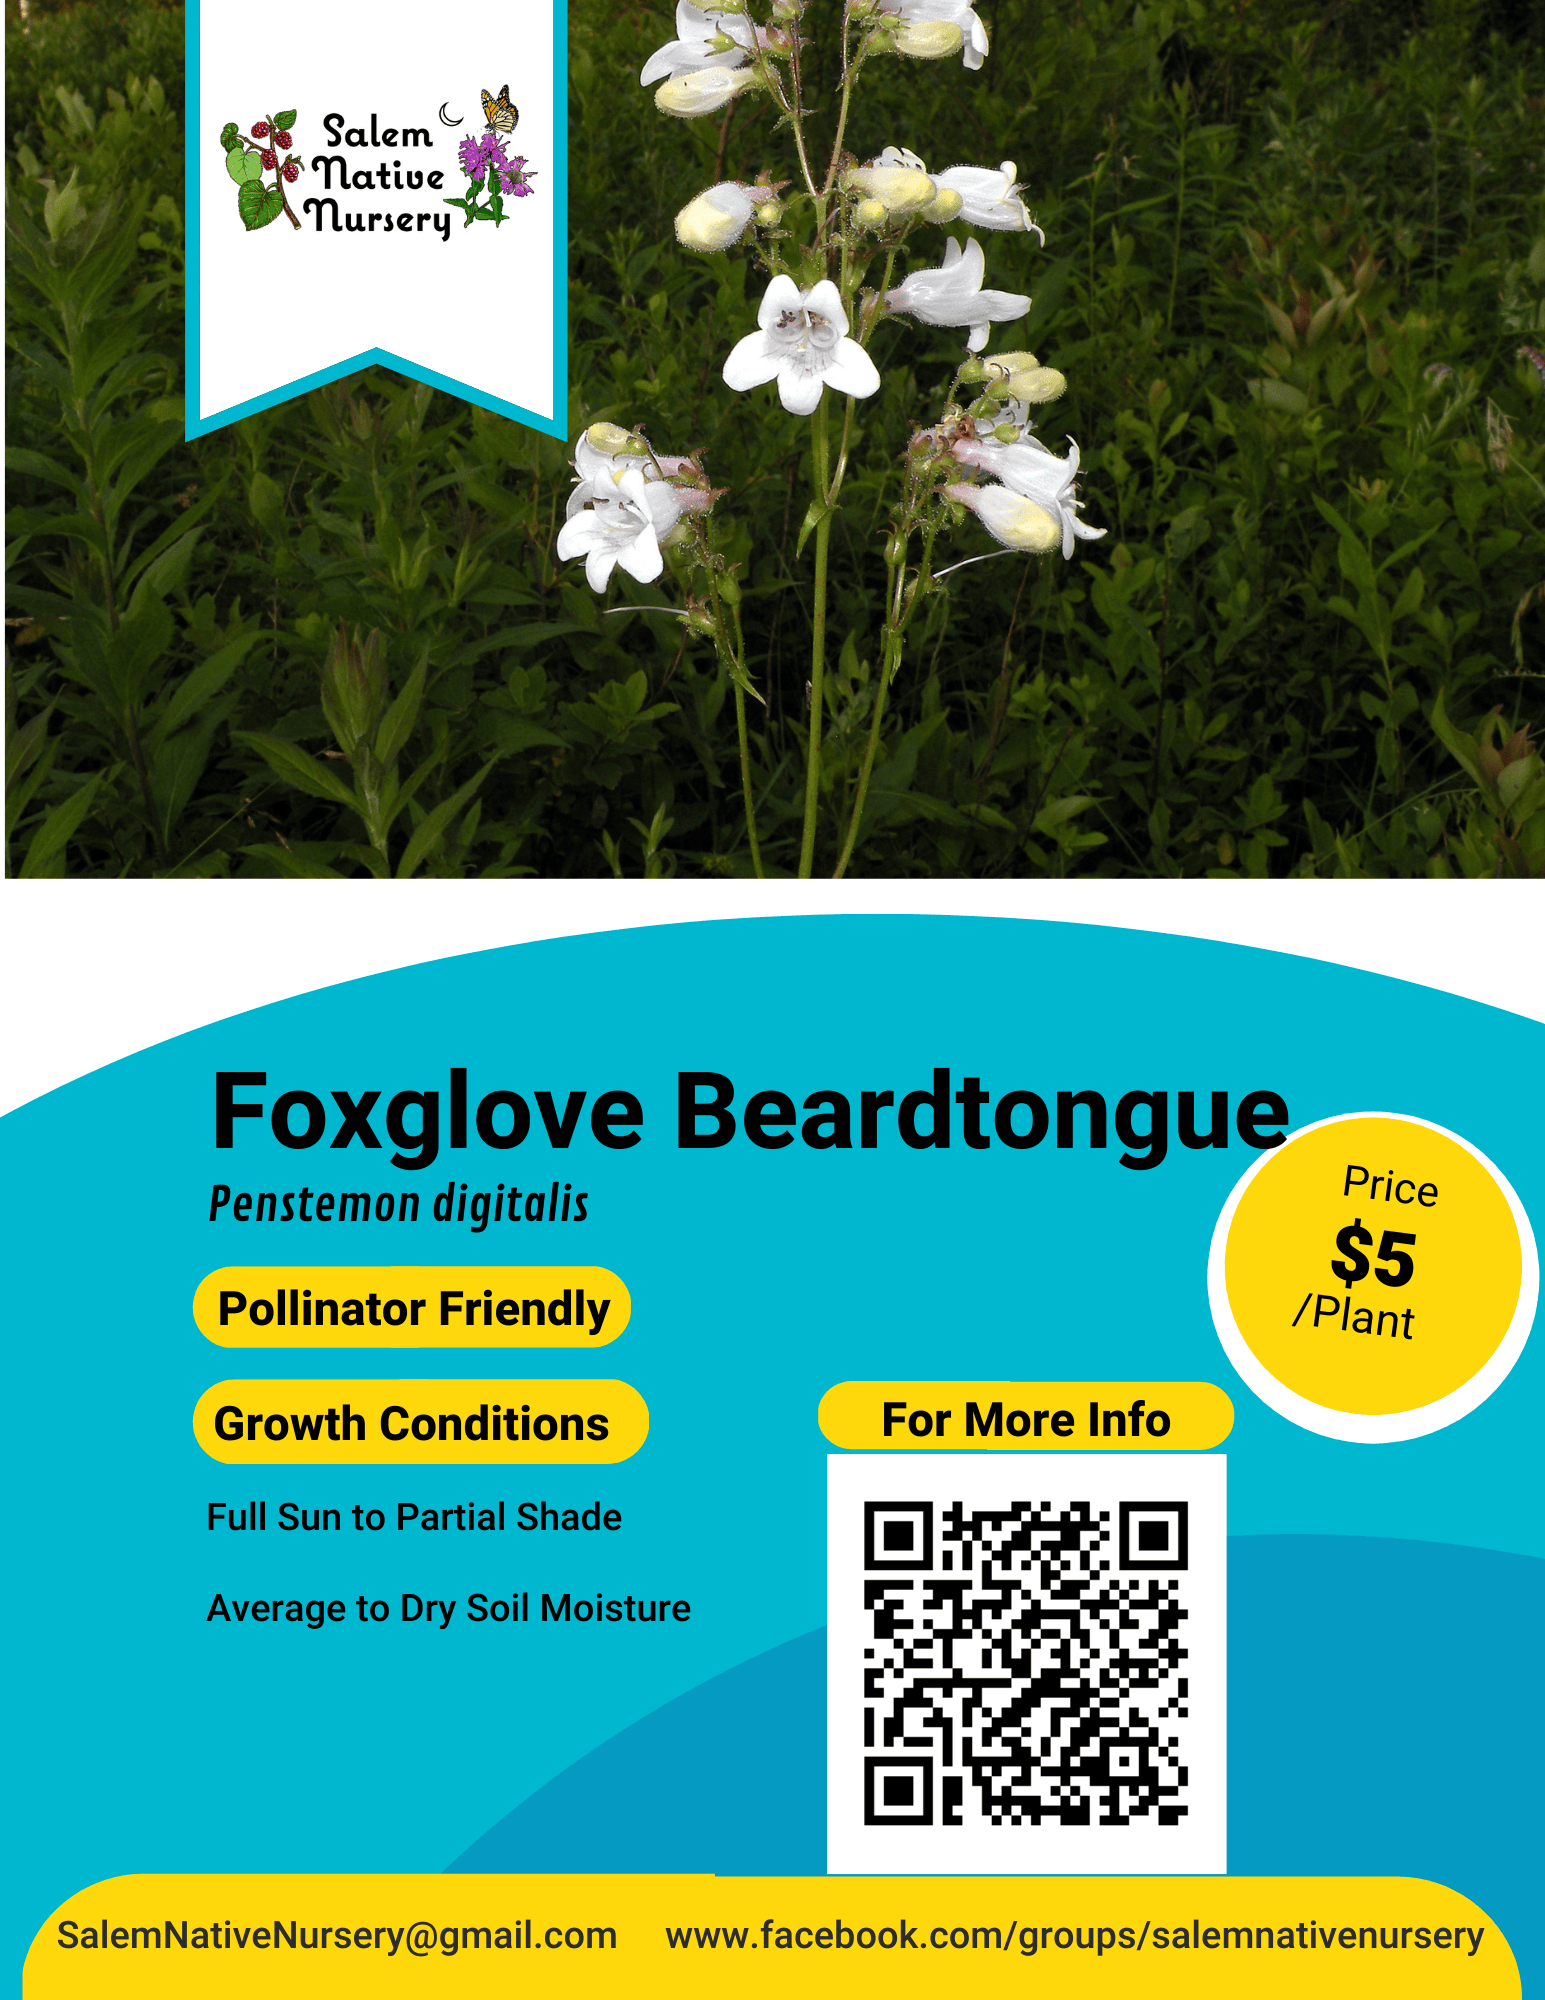 Salem
Native
Nursery
Foxglove Beardtongue
Penstemon digitalis
Price
$5
/Plant
Pollinator Friendly
Growth Conditions
For More Info
Full Sun to Partial Shade
Average to Dry Soil Moisture
SalemNativeNursery@gmail.com
www.facebook.com/groups/salemnativenursery